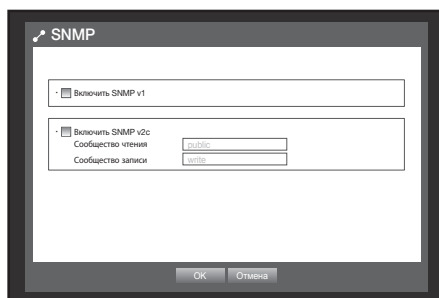 SNMP
· Включить SNMP v1
· Включить SNMP v2c
Сообщество чтения public
Сообщество записи write
OK Отмена